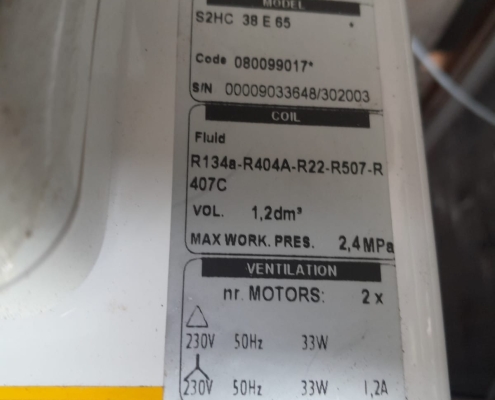 MODEL
S2HC 38 E 65 *
Code 080099017*
S/N 00009033648/302003
COIL
Fluid
R134a-R404A-R22-R507-R
407C
VOL. 1,2dm³
MAX WORK. PRES. 2,4MPa
VENTILATION
nr. MOTORS: 2 x
230V 50Hz 33W
230V 50Hz 33W 1,2A